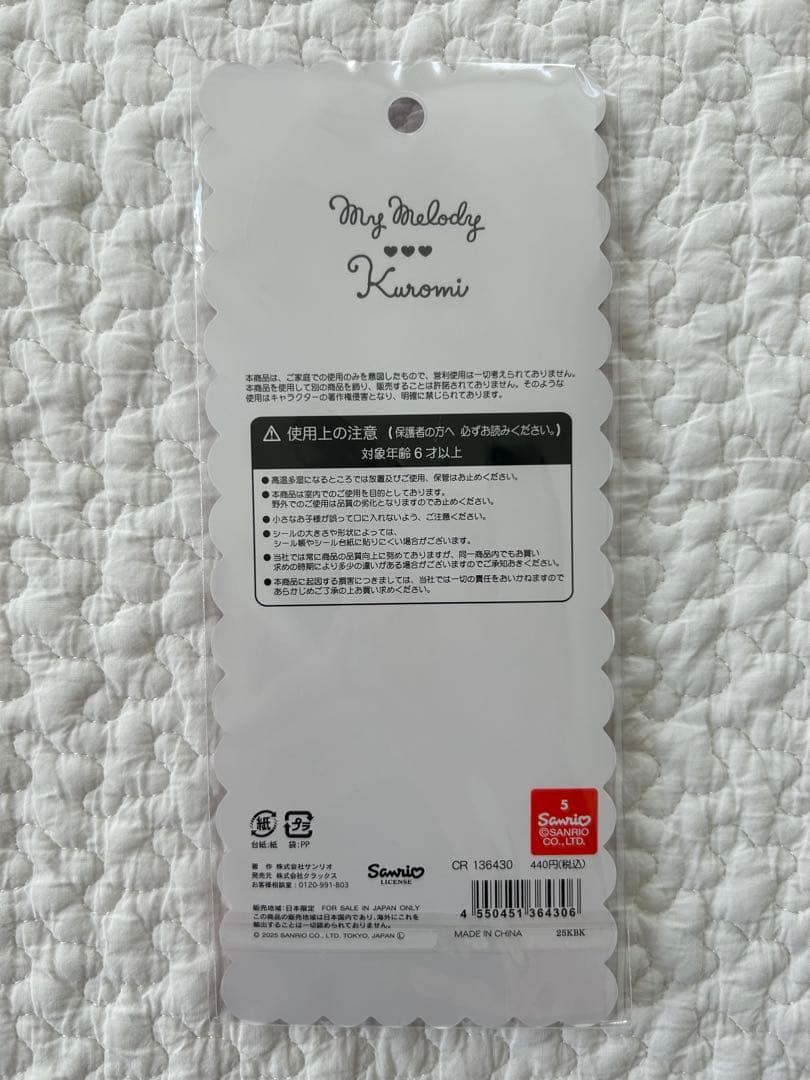 My Melody
♥♥♥
Kuromi
本商品は、ご家庭での使用のみを意図したもので、営利使用は一切考えられておりません。
本商品を使用して別の商品を飾り、販売することは許諾されておりません。そのような
使用はキャラクターの著作権侵害となり、明確に禁じられております。
⚠ 使用上の注意 (保護者の方へ 必ずお読みください。)
対象年齢6才以上
●高温多湿になるところでは放置及びご使用、保管はお止めください。
●本商品は室内でのご使用を目的としております。
野外でのご使用は品質の劣化となりますのでお止めください。
●小さなお子様が誤って口に入れないよう、ご注意ください。
●シールの大きさや形状によっては、
シール帳やシール台紙に貼りにくい場合がございます。
●当社では常に商品の品質向上に努めておりますが、同一商品内でもお買い
求めの時期により多少の違いがある場合がございますのでご承知おきください。
●本商品に起因する損害につきましては、当社では一切の責任をおいかねますので
あらかじめご了承の上お買い求めください。
5
Sanrio
©SANRIO
CO., LTD.
紙
プラ
台紙:紙
袋:PP
著 作 株式会社サンリオ
発売元 株式会社クラックス
お客様相談室:0120-991-803
Sanrio
LICENSE
CR 136430
440円(税込)
4 550451 364306
販売地域:日本限定 FOR SALE IN JAPAN ONLY
この商品の販売地域は日本国内であり、海外にこれを
輸出することは一切認められておりません。
© 2025 SANRIO CO., LTD. TOKYO, JAPAN Ⓛ
MADE IN CHINA
25KBK